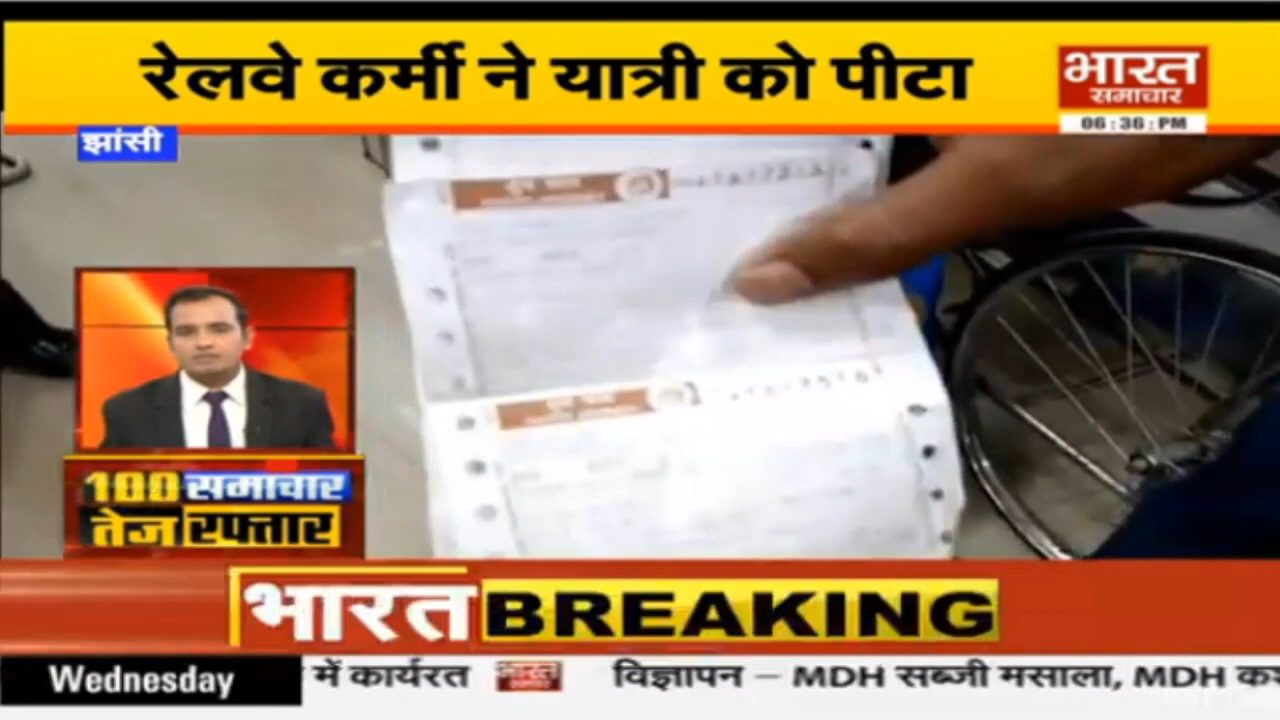 रेलवे कर्मी ने यात्री को पीटा
भारत
समाचार
06:36:PM
झांसी
100 समाचार
तेज रफ्तार
भारत BREAKING
Wednesday
में कार्यरत
विज्ञापन – MDH सब्जी मसाला, MDH